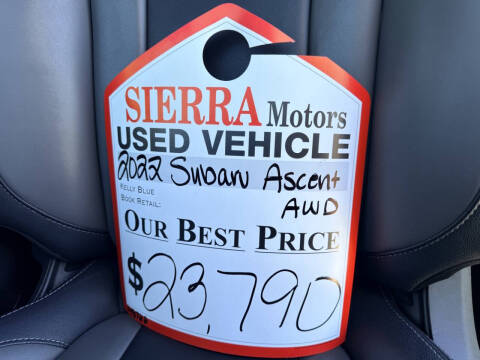 SIERRA Motors
USED VEHICLE
2022 Subaru Ascent
KELLY BLUE
BOOK RETAIL:
AWD
OUR BEST PRICE
$23,790